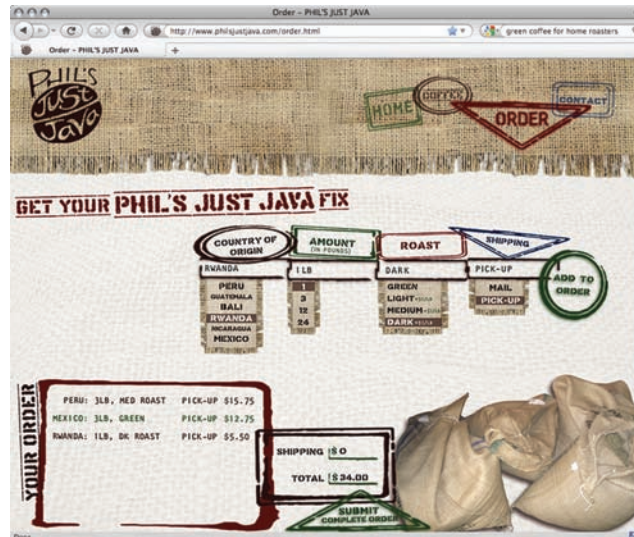 Order - PHIL'S JUST JAVA
http://www.philsjustjava.com/order.html
green coffee for home roasters
Order - PHIL'S JUST JAVA
PHIL'S
JuSt
JaVa
HOME
COFFEE
ORDER
CONTACT
GET YOUR PHIL'S JUST JAVA FIX
COUNTRY OF
ORIGIN
AMOUNT
(IN POUNDS)
ROAST
SHIPPING
RWANDA
1 LB
DARK
PICK-UP
ADD TO
ORDER
PERU
GUATEMALA
BALI
RWANDA
NICARAGUA
MEXICO
1
3
12
24
GREEN
LIGHT
MEDIUM
DARK
MAIL
PICK-UP
YOUR ORDER
PERU: 3LB, MED ROAST PICK-UP $15.75
MEXICO: 3LB, GREEN PICK-UP $12.75
RWANDA: 1LB, DK ROAST PICK-UP $5.50
SHIPPING $0
TOTAL $34.00
SUBMIT
COMPLETE ORDER